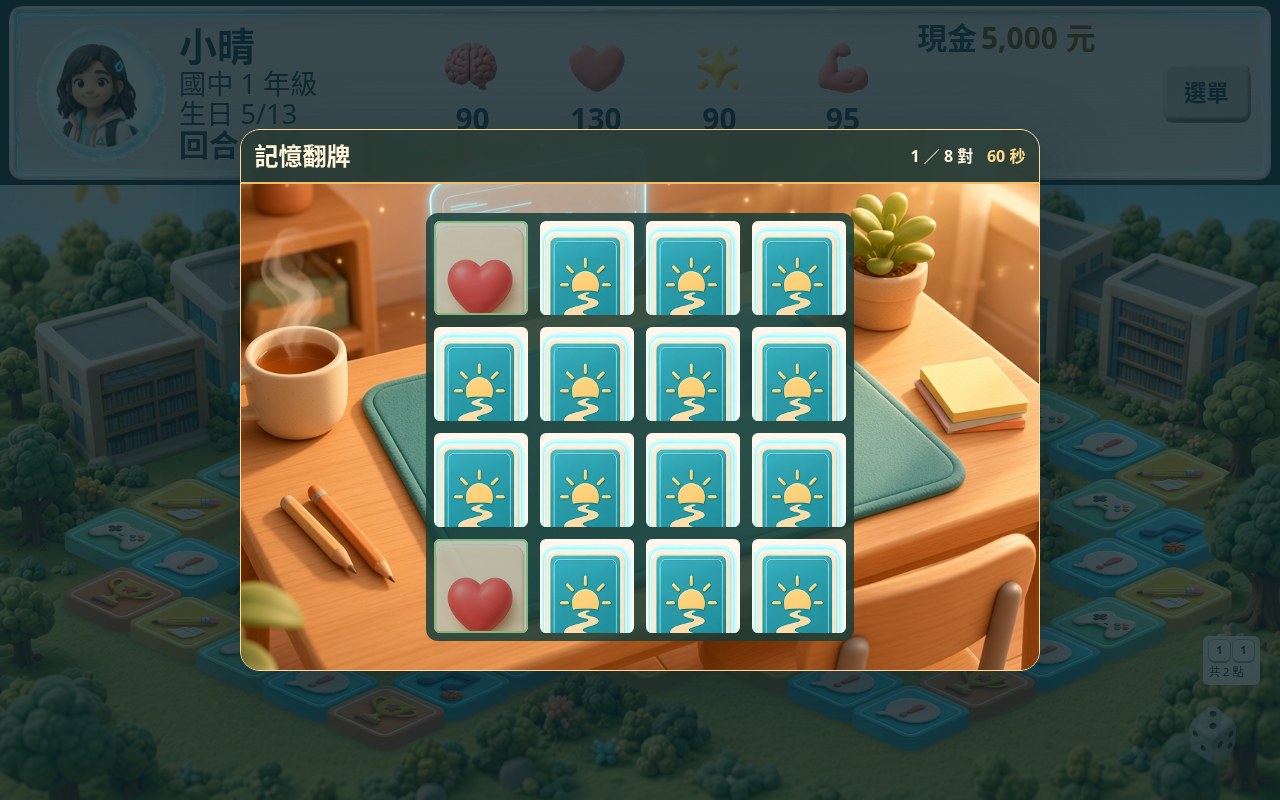 小晴
國中 1 年級
生日 5/13
回合
90
130
90
95
現金 5,000 元
選單
記憶翻牌
1 ／ 8 對 60 秒
1 1
共 2 點